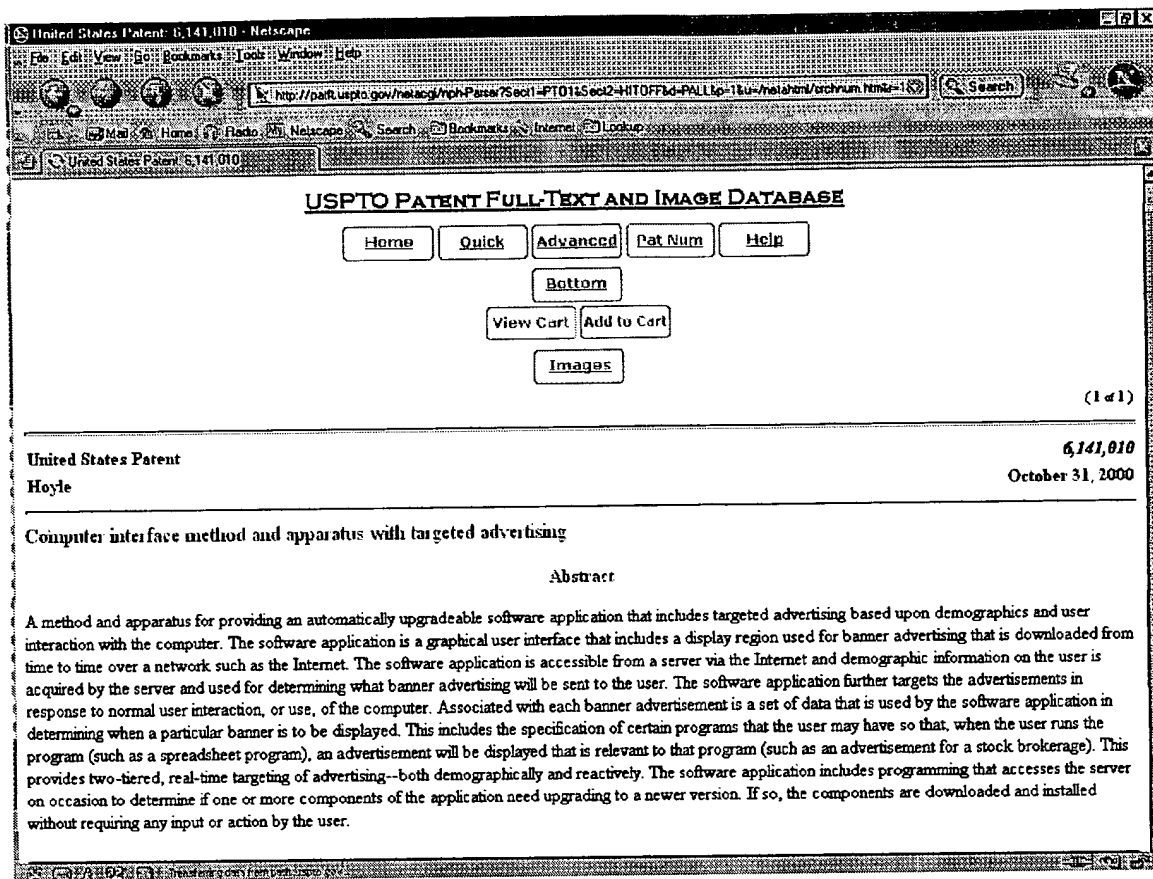 United States Patent: 6,141,010 - Netscape
File Edit View Go Bookmarks Tools Window Help
Search
Mail Home Radio Netscape Search Bookmarks Internet Lookup
United States Patent: 6,141,010
USPTO PATENT FULL-TEXT AND IMAGE DATABASE
Home Quick Advanced Pat Num Help
Bottom
View Cart Add to Cart
Images
(1 of 1)
United States Patent 6,141,010
Hoyle October 31, 2000
Computer interface method and apparatus with targeted advertising
Abstract
A method and apparatus for providing an automatically upgradeable software application that includes targeted advertising based upon demographics and user
interaction with the computer. The software application is a graphical user interface that includes a display region used for banner advertising that is downloaded from
time to time over a network such as the Internet. The software application is accessible from a server via the Internet and demographic information on the user is
acquired by the server and used for determining what banner advertising will be sent to the user. The software application further targets the advertisements in
response to normal user interaction, or use, of the computer. Associated with each banner advertisement is a set of data that is used by the software application in
determining when a particular banner is to be displayed. This includes the specification of certain programs that the user may have so that, when the user runs the
program (such as a spreadsheet program), an advertisement will be displayed that is relevant to that program (such as an advertisement for a stock brokerage). This
provides two-tiered, real-time targeting of advertising--both demographically and reactively. The software application includes programming that accesses the server
on occasion to determine if one or more components of the application need upgrading to a newer version. If so, the components are downloaded and installed
without requiring any input or action by the user.